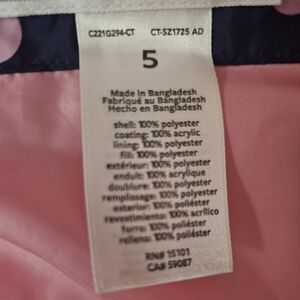 C221G294-CT CT-5Z1725 AD
5
Made in Bangladesh
Fabriqué au Bangladesh
Hecho en Bangladesh
shell: 100% polyester
coating: 100% acrylic
lining: 100% polyester
fill: 100% polyester
extérieur: 100% polyester
enduit: 100% acrylique
doublure: 100% polyester
remplissage: 100% polyester
exterior: 100% poliéster
revestimiento: 100% acrílico
forro: 100% poliéster
relleno: 100% poliéster
RN# 15101
CA# 59087